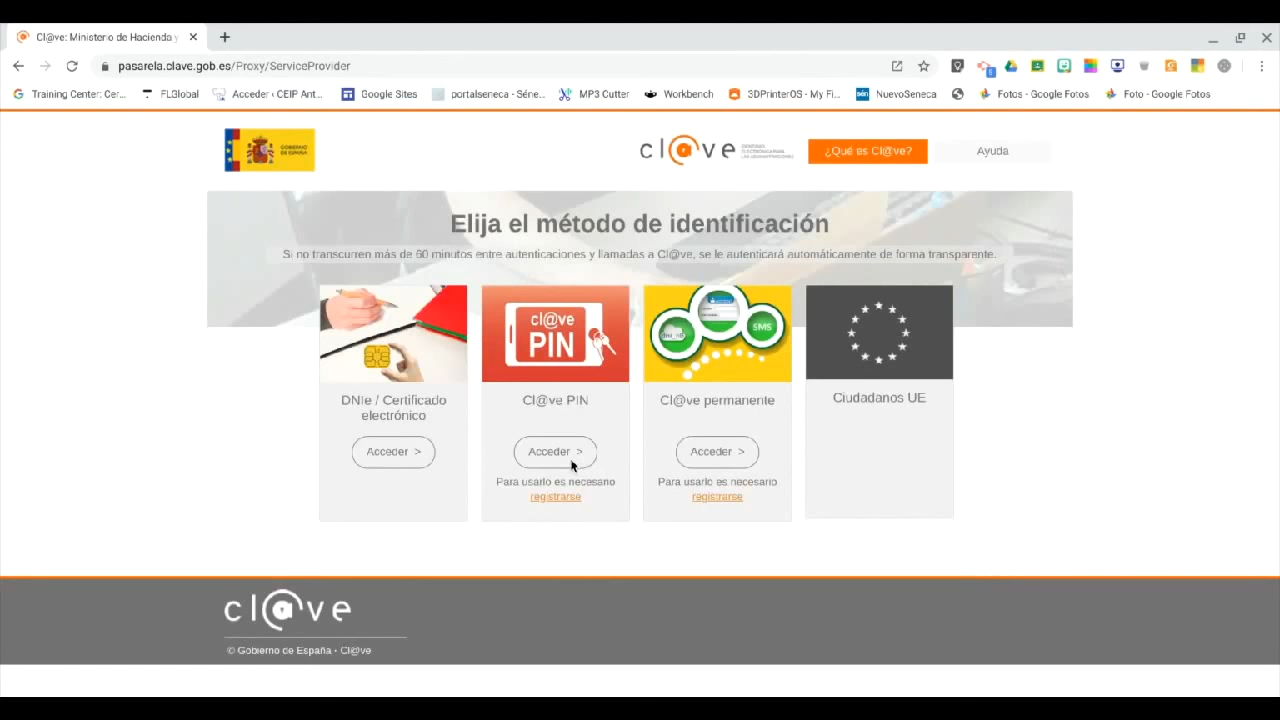 Cl@ve: Ministerio de Hacienda y
pasarela.clave.gob.es/Proxy/ServiceProvider
Training Center: Cer... FLGlobal Acceder ‹ CEIP Ant... Google Sites portalseneca - Séne... MP3 Cutter Workbench 3DPrinterOS - My Fi... NuevoSeneca Fotos - Google Fotos Foto - Google Fotos
GOBIERNO
DE ESPAÑA
cl@ve
¿Qué es Cl@ve?
Ayuda
Elija el método de identificación
Si no transcurren más de 60 minutos entre autenticaciones y llamadas a Cl@ve, se le autenticará automáticamente de forma transparente.
cl@ve
PIN
SMS
DNIe / Certificado
electrónico
Acceder >
Cl@ve PIN
Acceder >
Para usarlo es necesario
registrarse
Cl@ve permanente
Acceder >
Para usarlo es necesario
registrarse
Ciudadanos UE
cl@ve
© Gobierno de España - Cl@ve